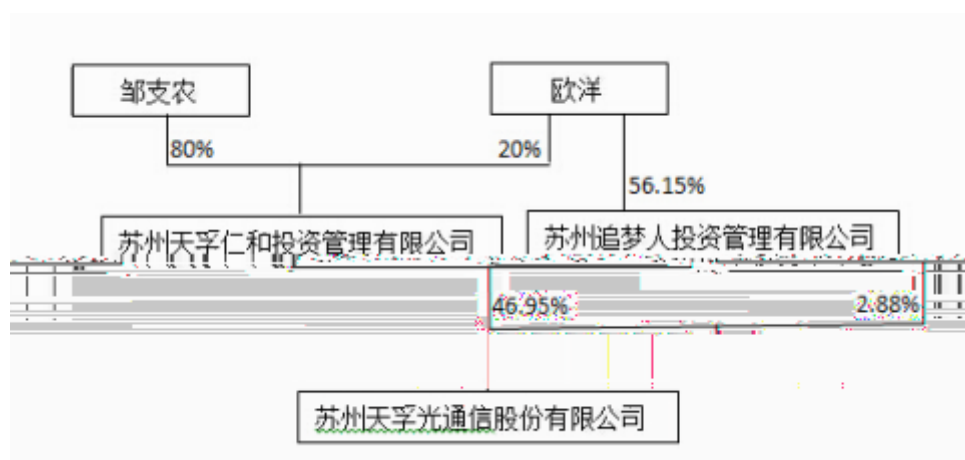 邹支农
欧洋
80%
20%
56.15%
苏州天孚仁和投资管理有限公司
苏州追梦人投资管理有限公司
46.95%
2.88%
苏州天孚光通信股份有限公司